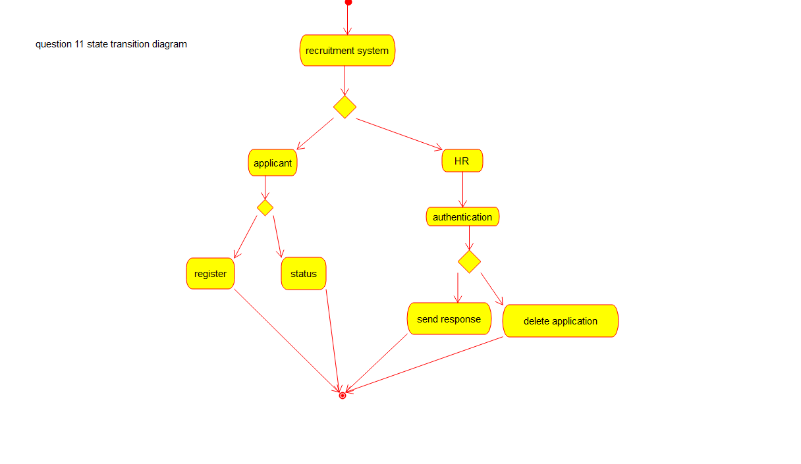 question 11 state transition diagram
recruitment system
applicant
HR
authentication
register
status
send response
delete application